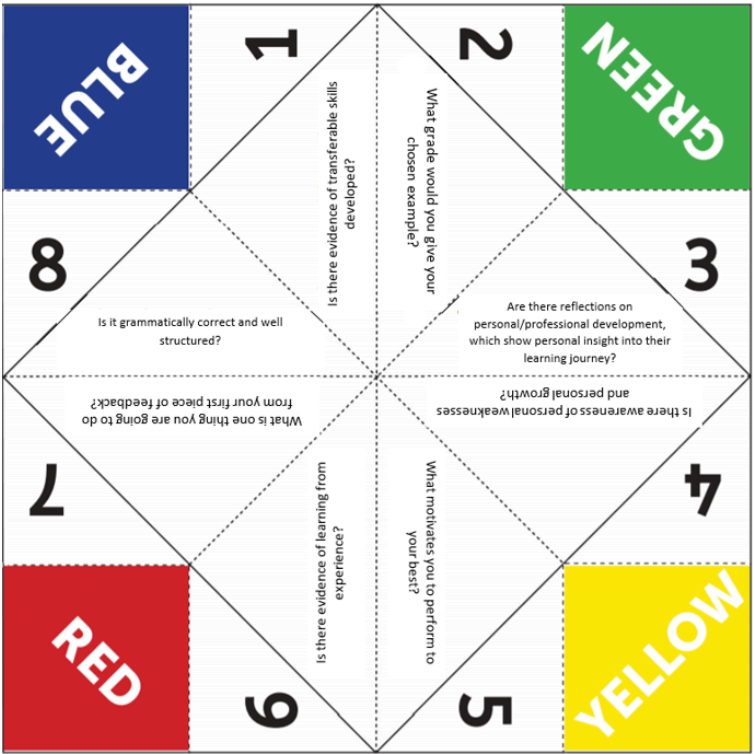 BLUE
1
2
GREEN
Is there evidence of transferable skills
developed?
What grade would you give your
chosen example?
8
3
Is it grammatically correct and well
structured?
Are there reflections on
personal/professional development,
which show personal insight into their
learning journey?
What is one thing you are going to do
from your first piece of feedback?
Is there awareness of personal weaknesses
and personal growth?
7
4
Is there evidence of learning from
experience?
What motivates you to perform to
your best?
RED
6
5
YELLOW